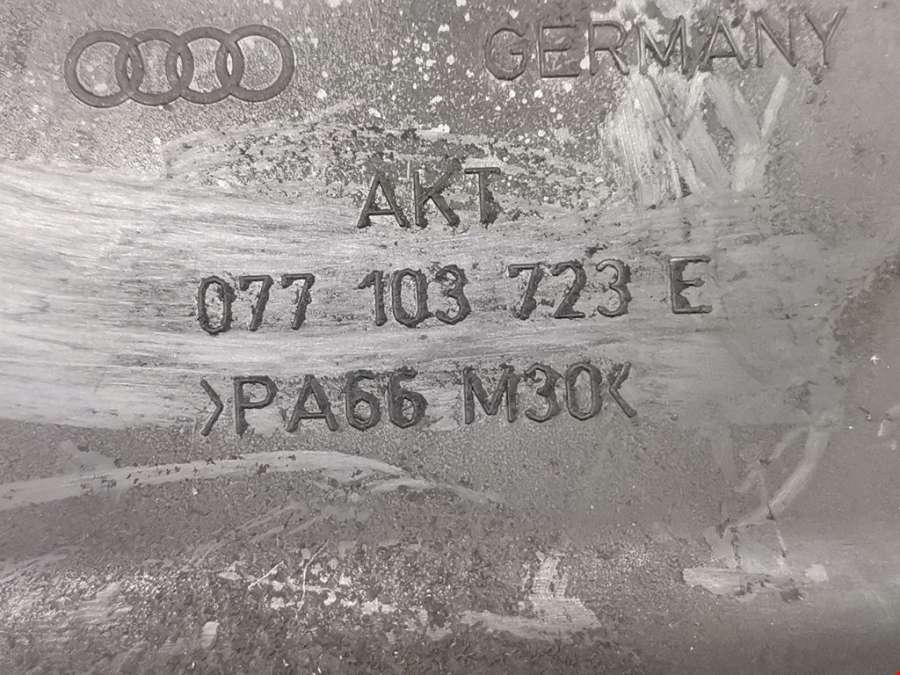 GERMANY
AKT
077 103 723 E
>PA66 M30<